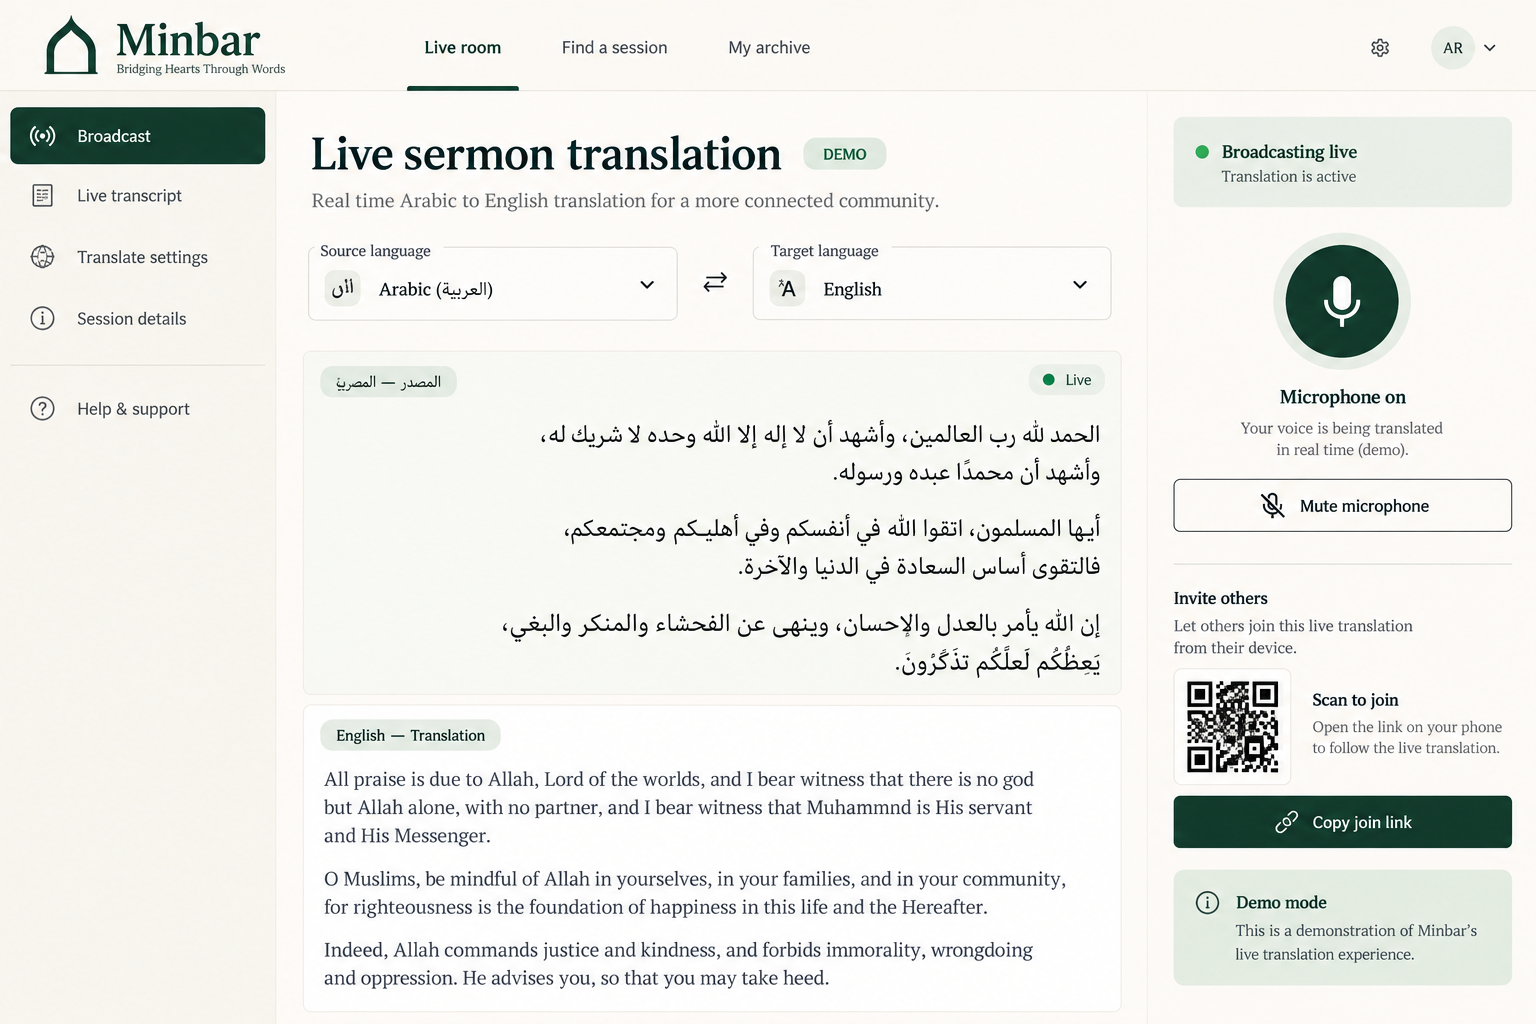 Minbar
Bridging Hearts Through Words
Live room
Find a session
My archive
AR
Broadcast
Live transcript
Translate settings
Session details
Help & support
Live sermon translation
DEMO
Real time Arabic to English translation for a more connected community.
Source language
Arabic (العربية)
Target language
A
English
المصدر — المصربية
Live
الحمد لله رب العالمين، وأشهد أن لا إله إلا الله وحده لا شريك له،
وأشهد أن محمدًا عبده ورسوله.
أيها المسلمون، اتقوا الله في أنفسكم وفي أهليـكم ومجتمعكم،
فالتقوى أساس السعادة في الدنيا والآخرة.
إن الله يأمر بالعدل والإحسان، وينهى عن الفحشاء والمنكر والبغي،
English — Translation
All praise is due to Allah, Lord of the worlds, and I bear witness that there is no god
but Allah alone, with no partner, and I bear witness that Muhammnd is His servant
and His Messenger.
O Muslims, be mindful of Allah in yourselves, in your families, and in your community,
for righteousness is the foundation of happiness in this life and the Hereafter.
Indeed, Allah commands justice and kindness, and forbids immorality, wrongdoing
and oppression. He advises you, so that you may take heed.
Broadcasting live
Translation is active
Microphone on
Your voice is being translated
in real time (demo).
Mute microphone
Invite others
Let others join this live translation
from their device.
Scan to join
Open the link on your phone
to follow the live translation.
Copy join link
Demo mode
This is a demonstration of Minbar’s
live translation experience.